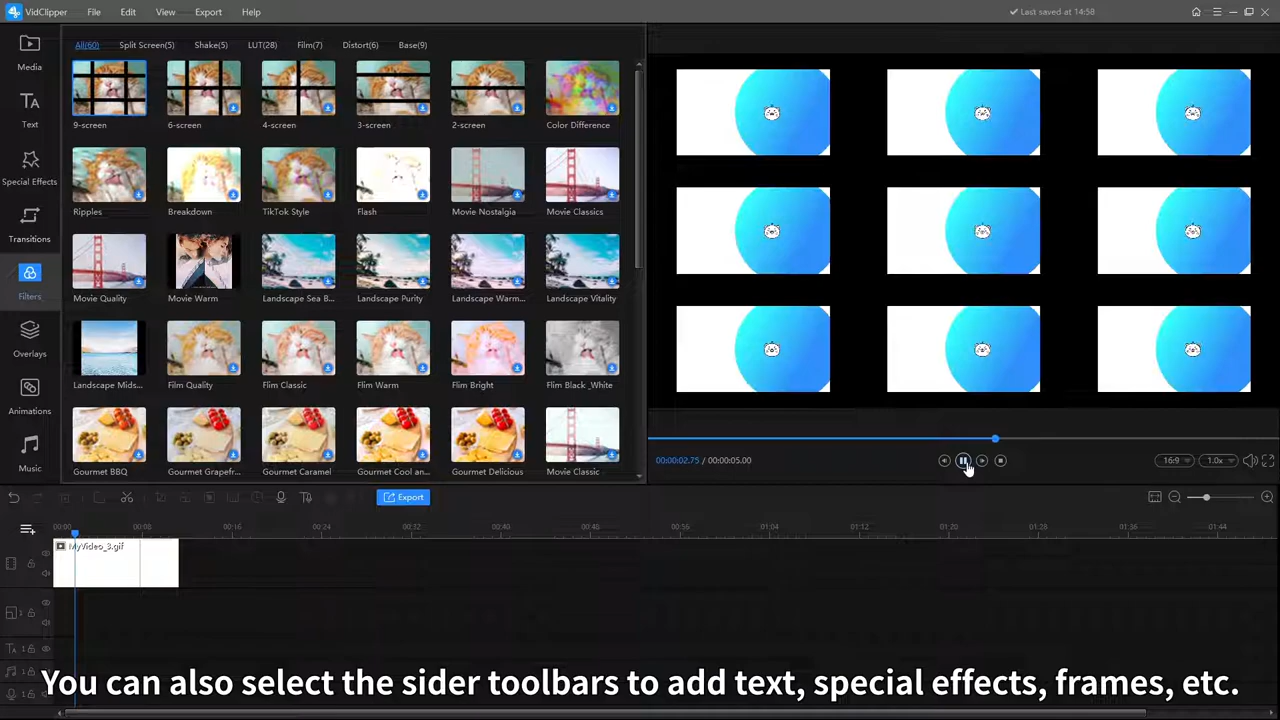 VidClipper File Edit View Export Help Last saved at 14:58
All(60) Split Screen(5) Shake(5) LUT(28) Film(7) Distort(6) Base(9)
Media
Text
Special Effects
Transitions
Filters
Overlays
Animations
Music
9-screen 6-screen 4-screen 3-screen 2-screen Color Difference
Ripples Breakdown TikTok Style Flash Movie Nostalgia Movie Classics
Movie Quality Movie Warm Landscape Sea B... Landscape Purity Landscape Warm... Landscape Vitality
Landscape Mids... Film Quality Flim Classic Flim Warm Flim Bright Flim Black _White
Gourmet BBQ Gourmet Grapefr... Gourmet Caramel Gourmet Cool an... Gourmet Delicious Movie Classic
00:00:02.75 / 00:00:05.00 16:9 1.0x
Export
00:00 00:08 00:16 00:24 00:32 00:40 00:48 00:56 01:04 01:12 01:20 01:28 01:36 01:44
MyVideo_3.gif
1
TA 1
1
1
You can also select the sider toolbars to add text, special effects, frames, etc.